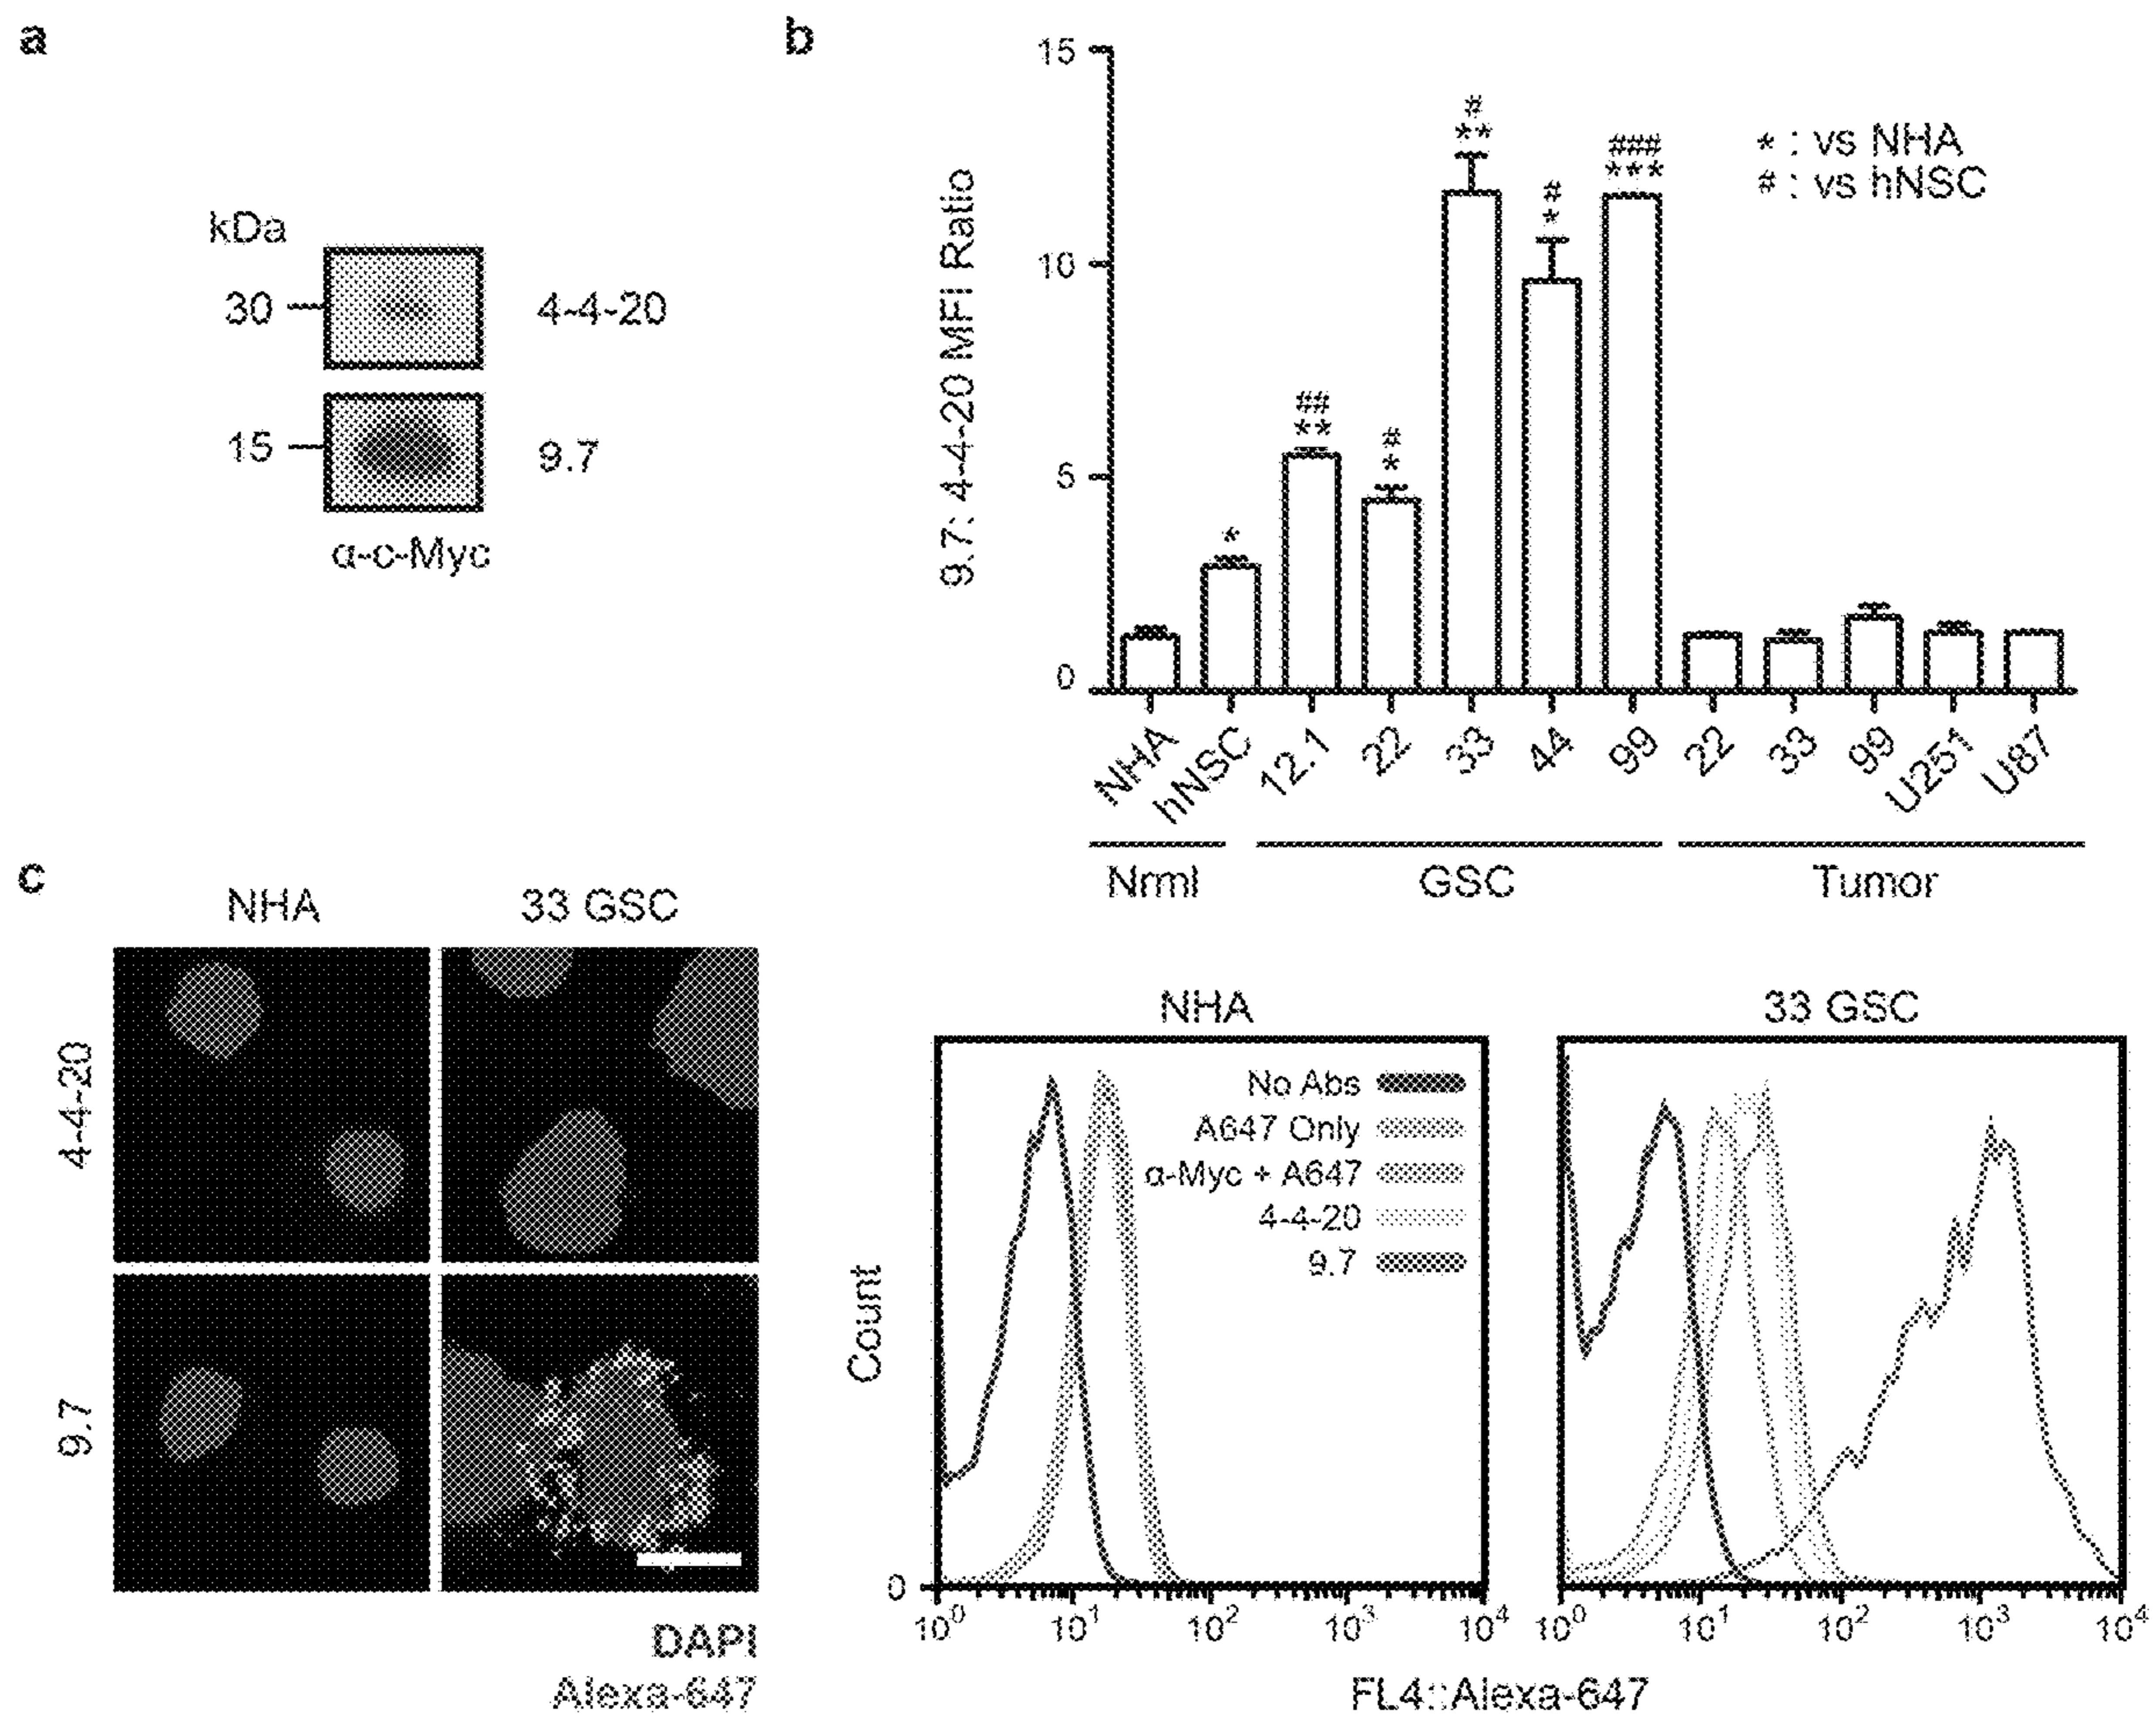 a
kDa
30
4-4-20
15
9.7
α-c-Myc
b
15
10
5
0
9.7: 4-4-20 MFI Ratio
* : vs NHA
# : vs hNSC
*
##
**
#
*
#
**
#
*
###
***
NHA
hNSC
12.1
22
33
44
99
22
33
99
U251
U87
Nrml
GSC
Tumor
c
NHA
33 GSC
4-4-20
9.7
DAPI
Alexa-647
NHA
33 GSC
No Abs
A647 Only
α-Myc + A647
4-4-20
9.7
Count
0
10⁰ 10¹ 10² 10³ 10⁴
10⁰ 10¹ 10² 10³ 10⁴
FL4::Alexa-647